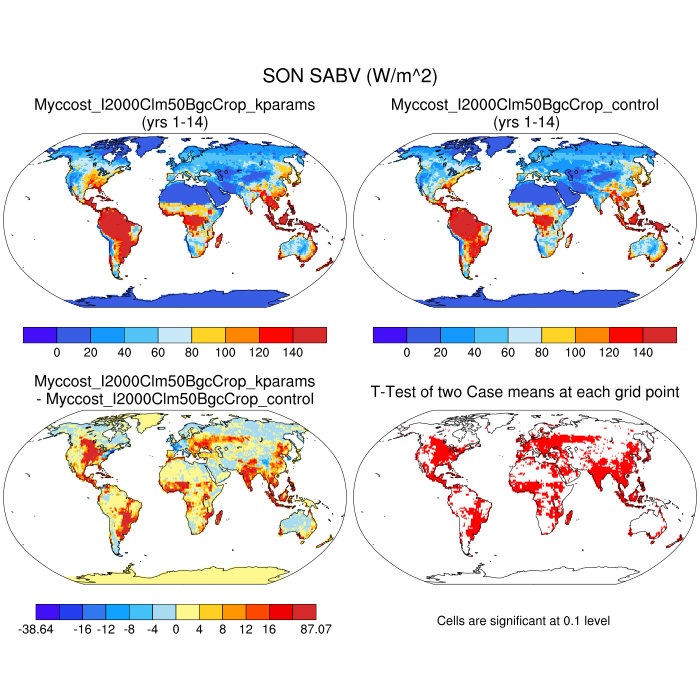 SON SABV (W/m^2)
Myccost_I2000Clm50BgcCrop_kparams
(yrs 1-14)
Myccost_I2000Clm50BgcCrop_control
(yrs 1-14)
0 20 40 60 80 100 120 140
0 20 40 60 80 100 120 140
Myccost_I2000Clm50BgcCrop_kparams
- Myccost_I2000Clm50BgcCrop_control
T-Test of two Case means at each grid point
-38.64 -16 -12 -8 -4 0 4 8 12 16 87.07
Cells are significant at 0.1 level